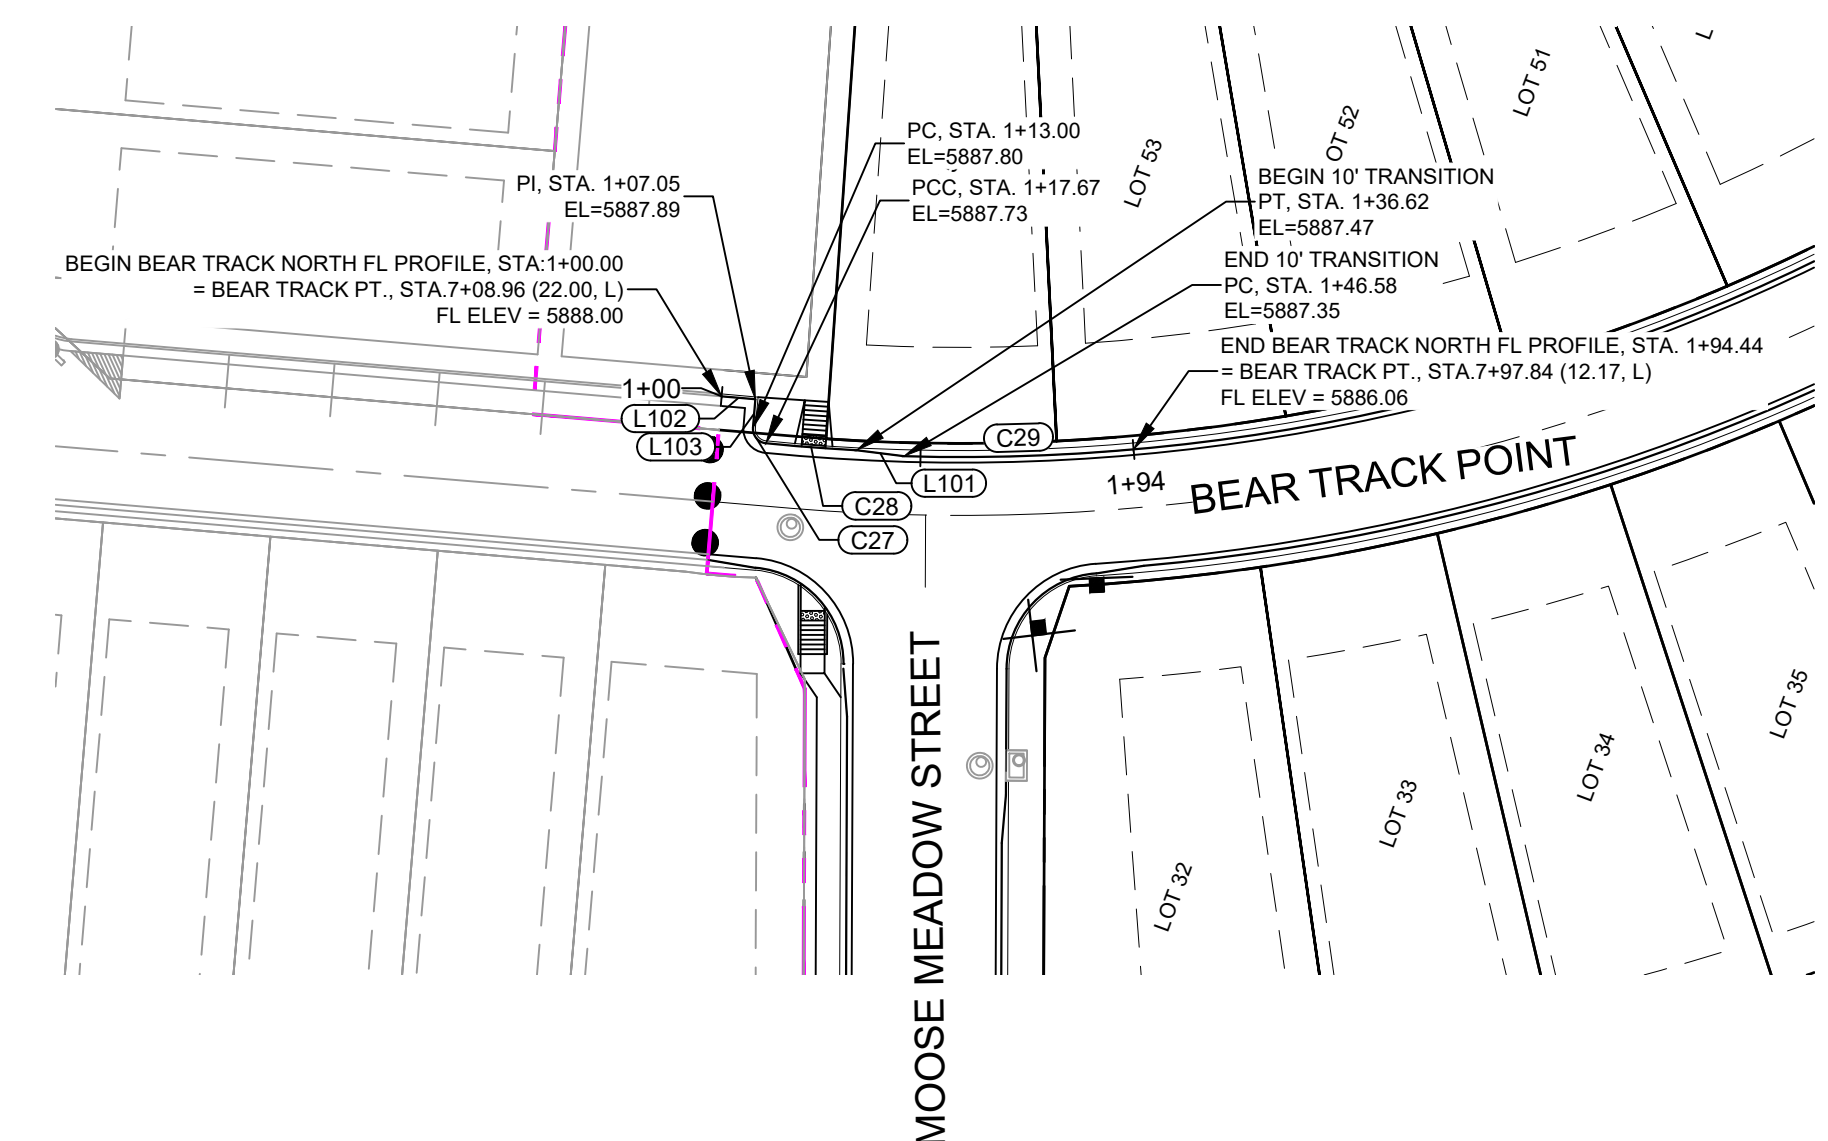 LOT 51
OT 52
LOT 53
PC, STA. 1+13.00
EL=5887.80
PCC, STA. 1+17.67
EL=5887.73
PI, STA. 1+07.05
EL=5887.89
BEGIN 10' TRANSITION
PT, STA. 1+36.62
EL=5887.47
END 10' TRANSITION
PC, STA. 1+46.58
EL=5887.35
BEGIN BEAR TRACK NORTH FL PROFILE, STA:1+00.00
= BEAR TRACK PT., STA.7+08.96 (22.00, L)
FL ELEV = 5888.00
END BEAR TRACK NORTH FL PROFILE, STA. 1+94.44
= BEAR TRACK PT., STA.7+97.84 (12.17, L)
FL ELEV = 5886.06
1+00
L102
L103
C29
L101
1+94
C28
C27
BEAR TRACK POINT
MOOSE MEADOW STREET
LOT 35
LOT 34
LOT 33
LOT 32